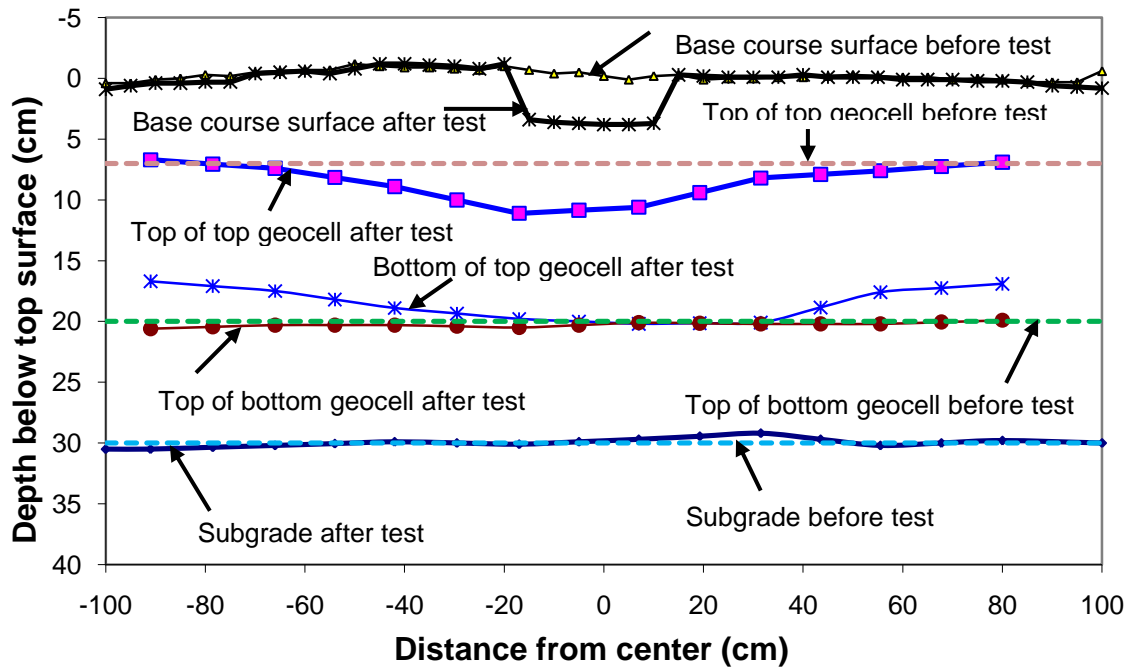 Depth below top surface (cm)
-5
0
5
10
15
20
25
30
35
40
Base course surface before test
Base course surface after test
Top of top geocell before test
Top of top geocell after test
Bottom of top geocell after test
Top of bottom geocell after test
Top of bottom geocell before test
Subgrade after test
Subgrade before test
-100 -80 -60 -40 -20 0 20 40 60 80 100
Distance from center (cm)